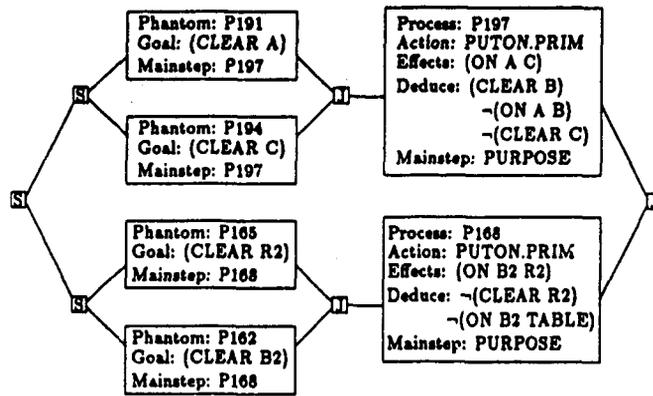 Phantom: P191
Goal: (CLEAR A)
Mainstep: P197
Process: P197
Action: PUTON.PRIM
Effects: (ON A C)
Deduce: (CLEAR B)
¬(ON A B)
¬(CLEAR C)
Mainstep: PURPOSE
S
J
Phantom: P194
Goal: (CLEAR C)
Mainstep: P197
S
Phantom: P165
Goal: (CLEAR R2)
Mainstep: P168
Process: P168
Action: PUTON.PRIM
Effects: (ON B2 R2)
Deduce: ¬(CLEAR R2)
¬(ON B2 TABLE)
Mainstep: PURPOSE
S
J
Phantom: P162
Goal: (CLEAR B2)
Mainstep: P168